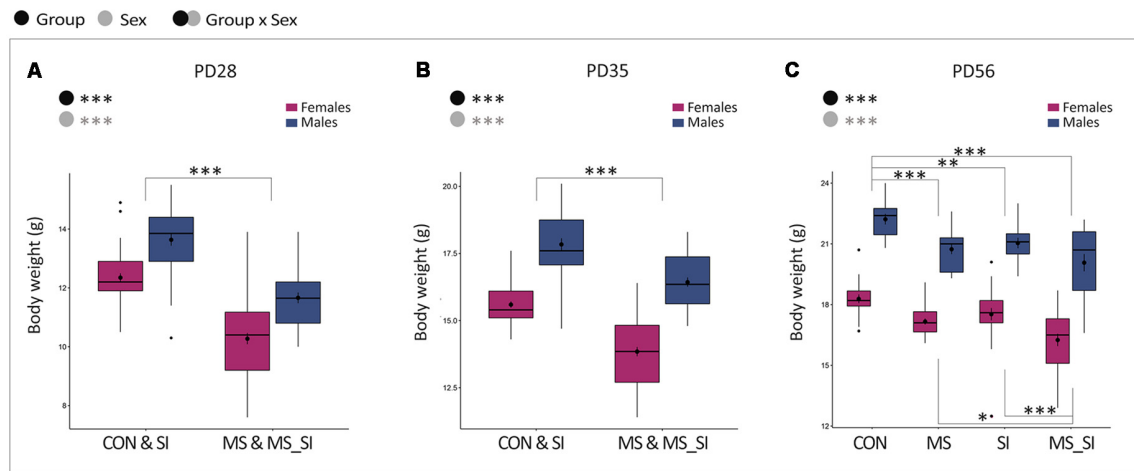 Group Sex Group x Sex
A PD28
***
***
Females
Males
***
Body weight (g)
14
12
10
8
CON & SI MS & MS_SI
B PD35
***
***
Females
Males
***
Body weight (g)
20.0
17.5
15.0
12.5
CON & SI MS & MS_SI
C PD56
***
***
Females
Males
***
**
***
Body weight (g)
24
21
18
15
12
* ***
CON MS SI MS_SI